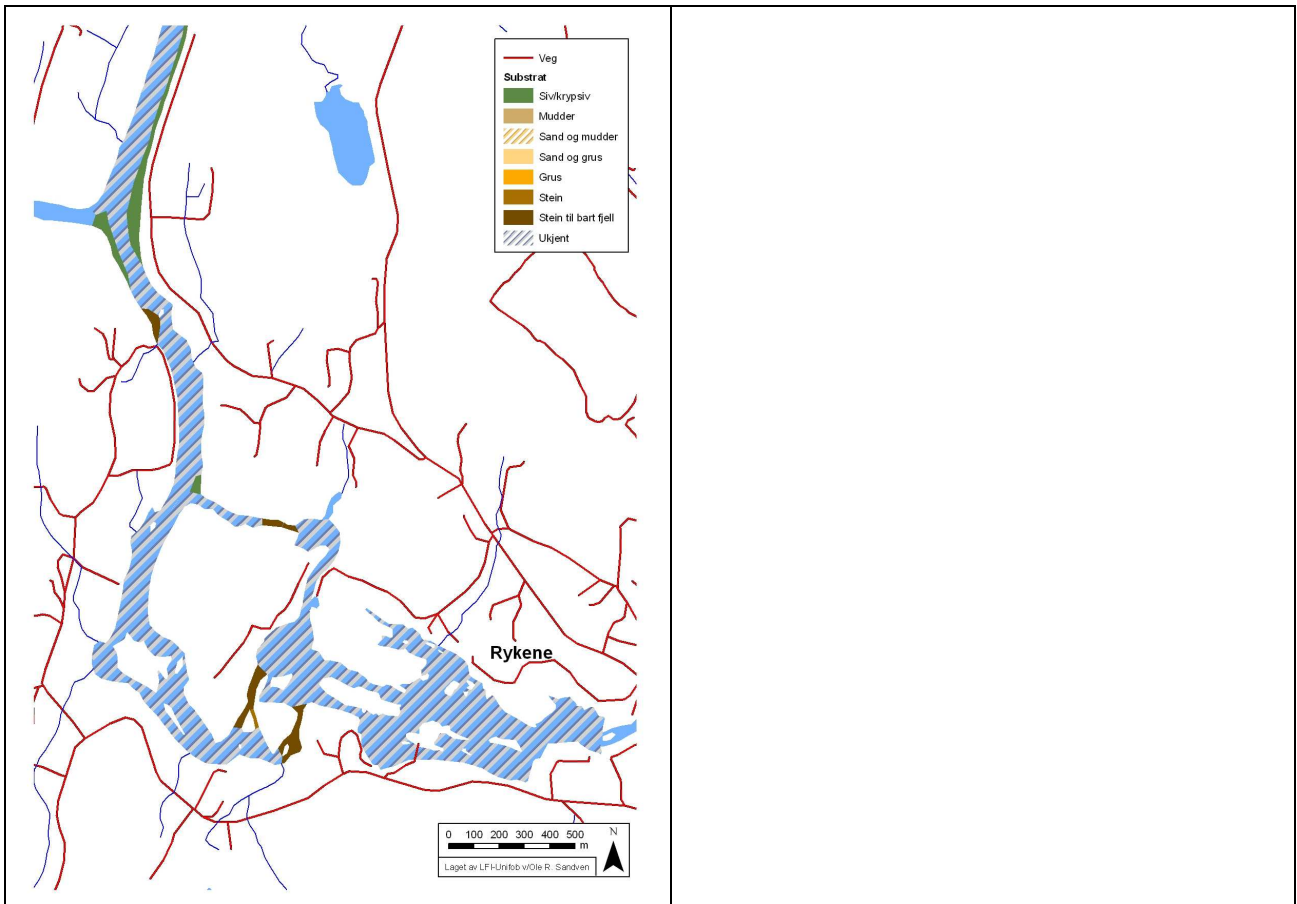 Veg
Substrat
Siv/krypsiv
Mudder
Sand og mudder
Sand og grus
Grus
Stein
Stein til bart fjell
Ukjent
Rykene
0 100 200 300 400 500
m
N
Laget av LFI-Unifob v/Ole R. Sandven